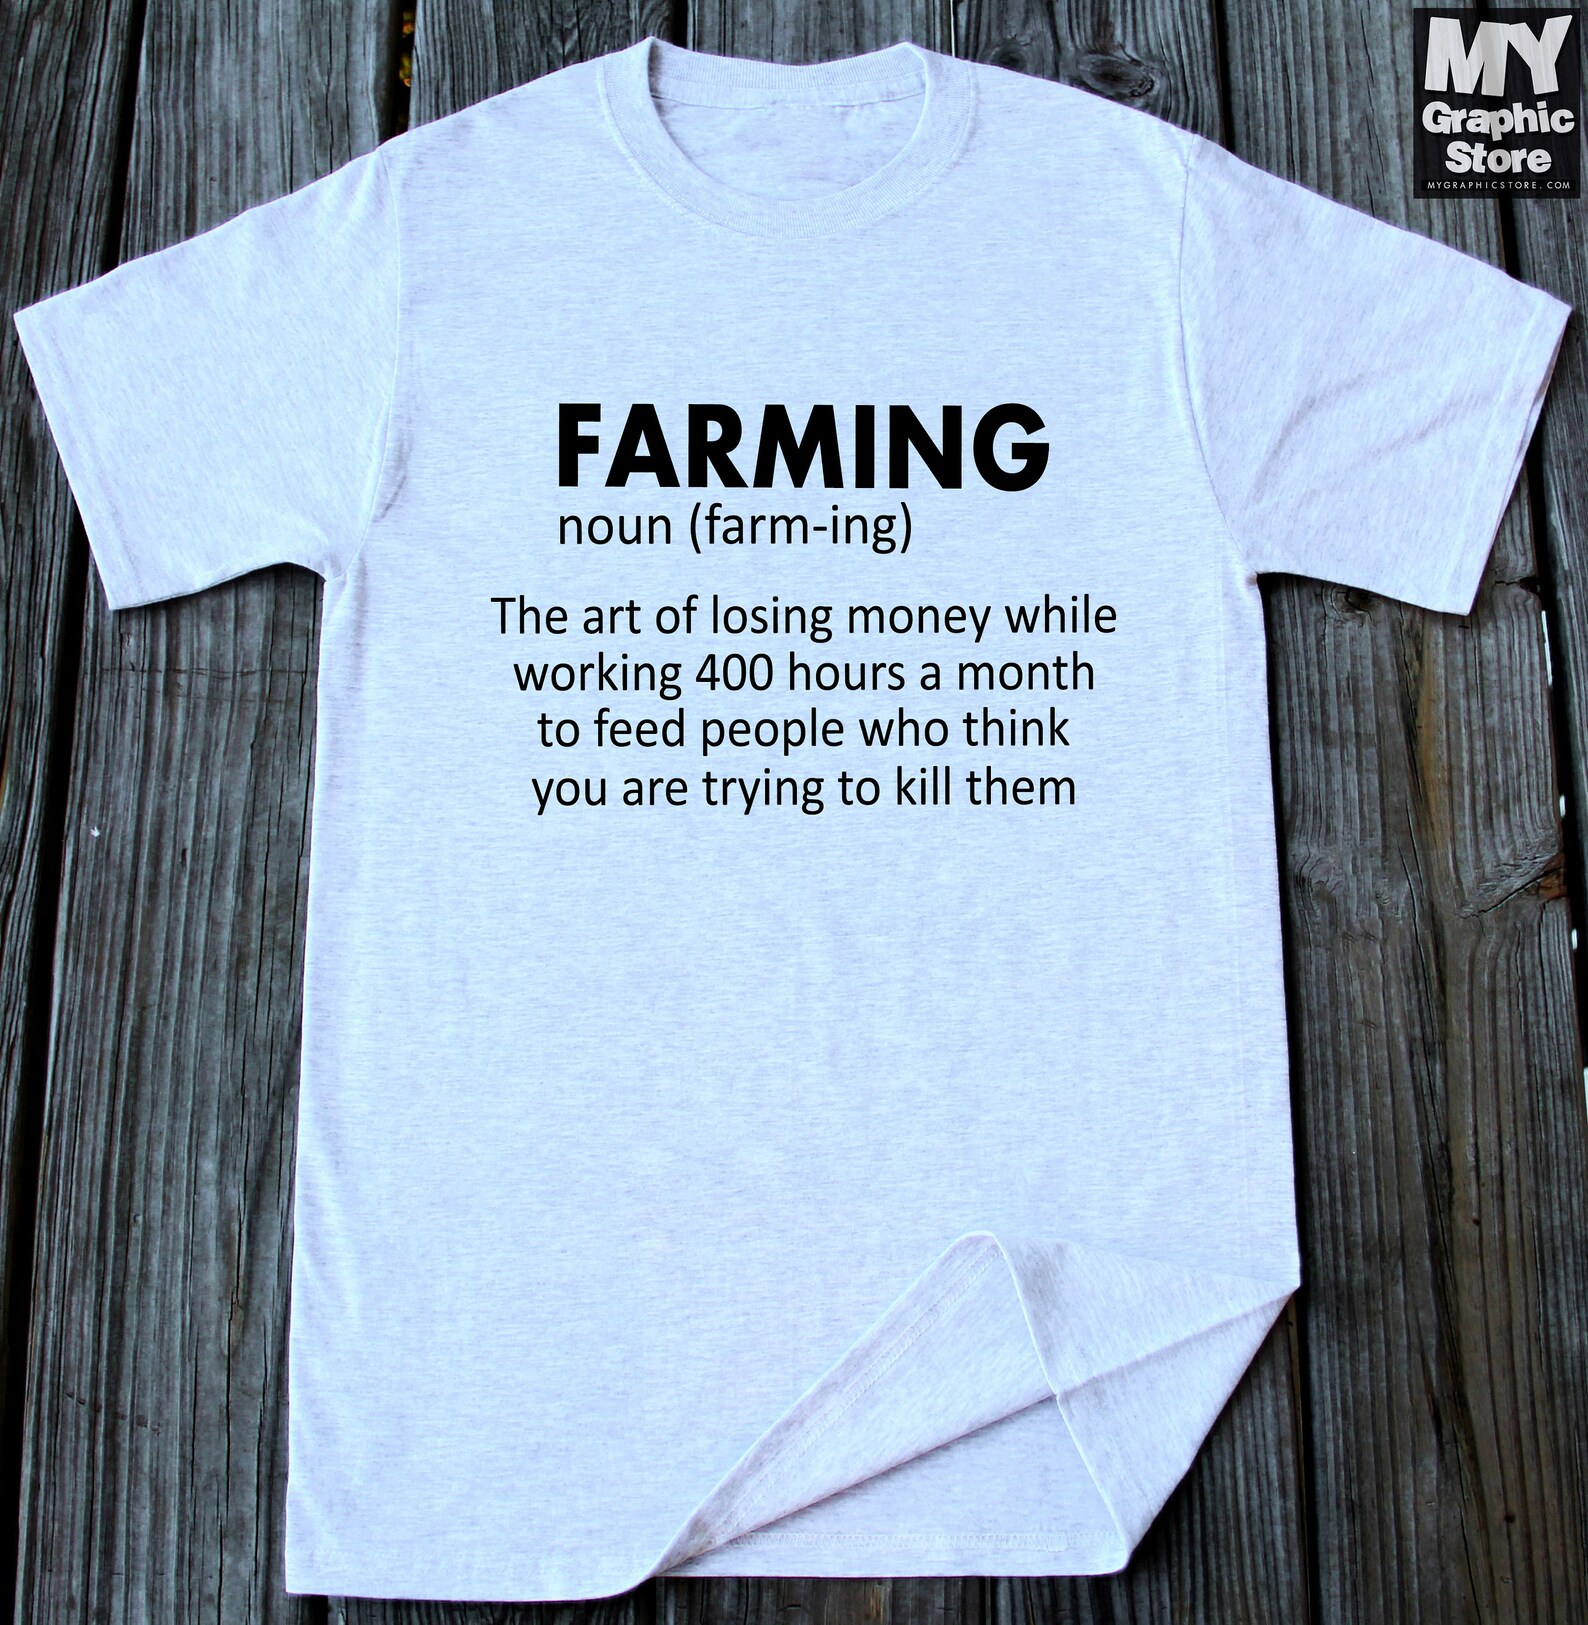 MY
Graphic
Store
MYGRAPHICSTORE.COM
FARMING
noun (farm-ing)
The art of losing money while
working 400 hours a month
to feed people who think
you are trying to kill them